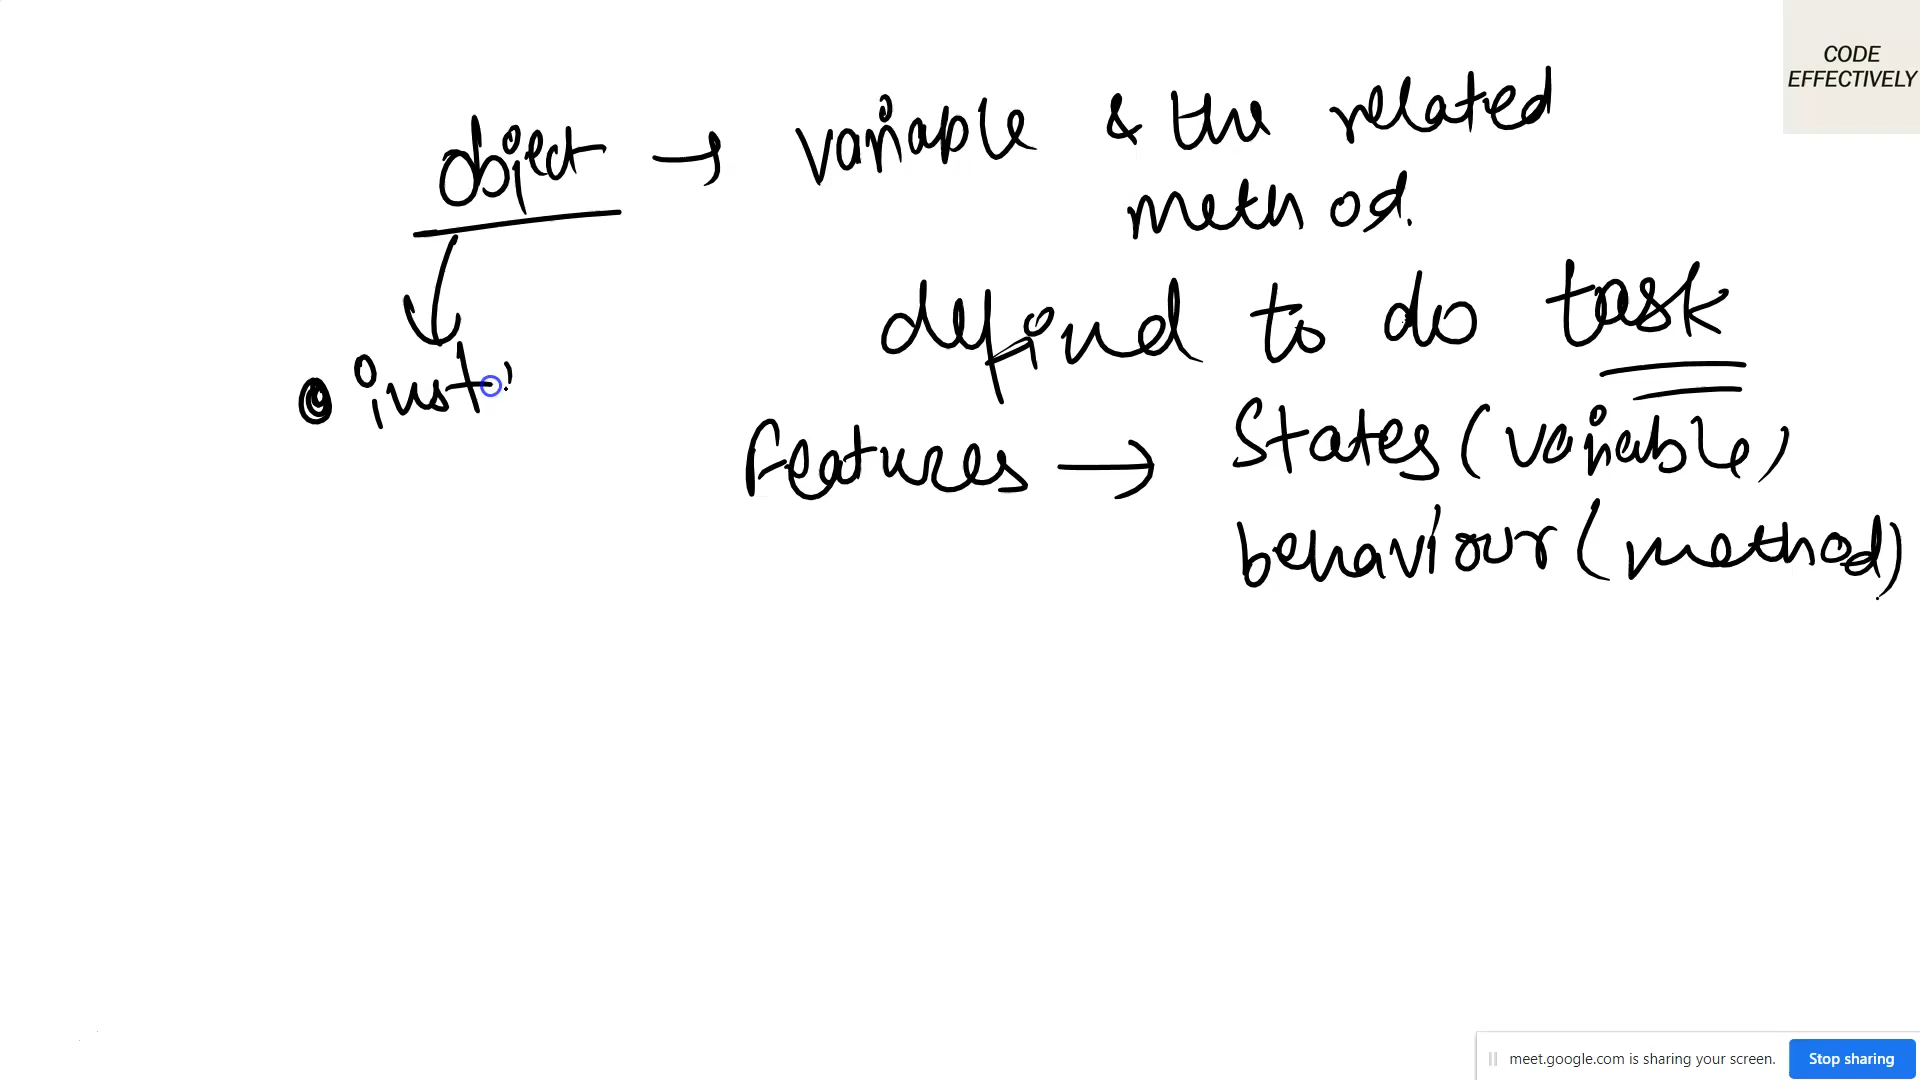 CODE
EFFECTIVELY
object → variable & the related
method.
defined to do task
inst
features → States (variable)
behaviour (method)
meet.google.com is sharing your screen.
Stop sharing